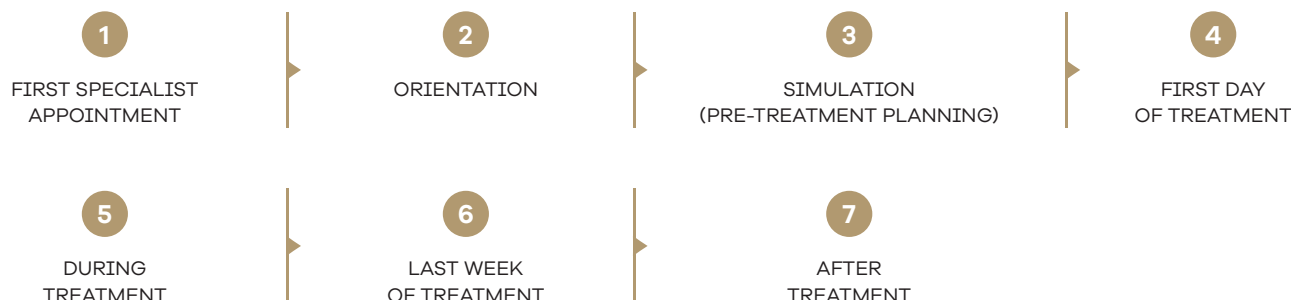 1
FIRST SPECIALIST
APPOINTMENT
2
ORIENTATION
3
SIMULATION
(PRE-TREATMENT PLANNING)
4
FIRST DAY
OF TREATMENT
5
DURING
TREATMENT
6
LAST WEEK
OF TREATMENT
7
AFTER
TREATMENT